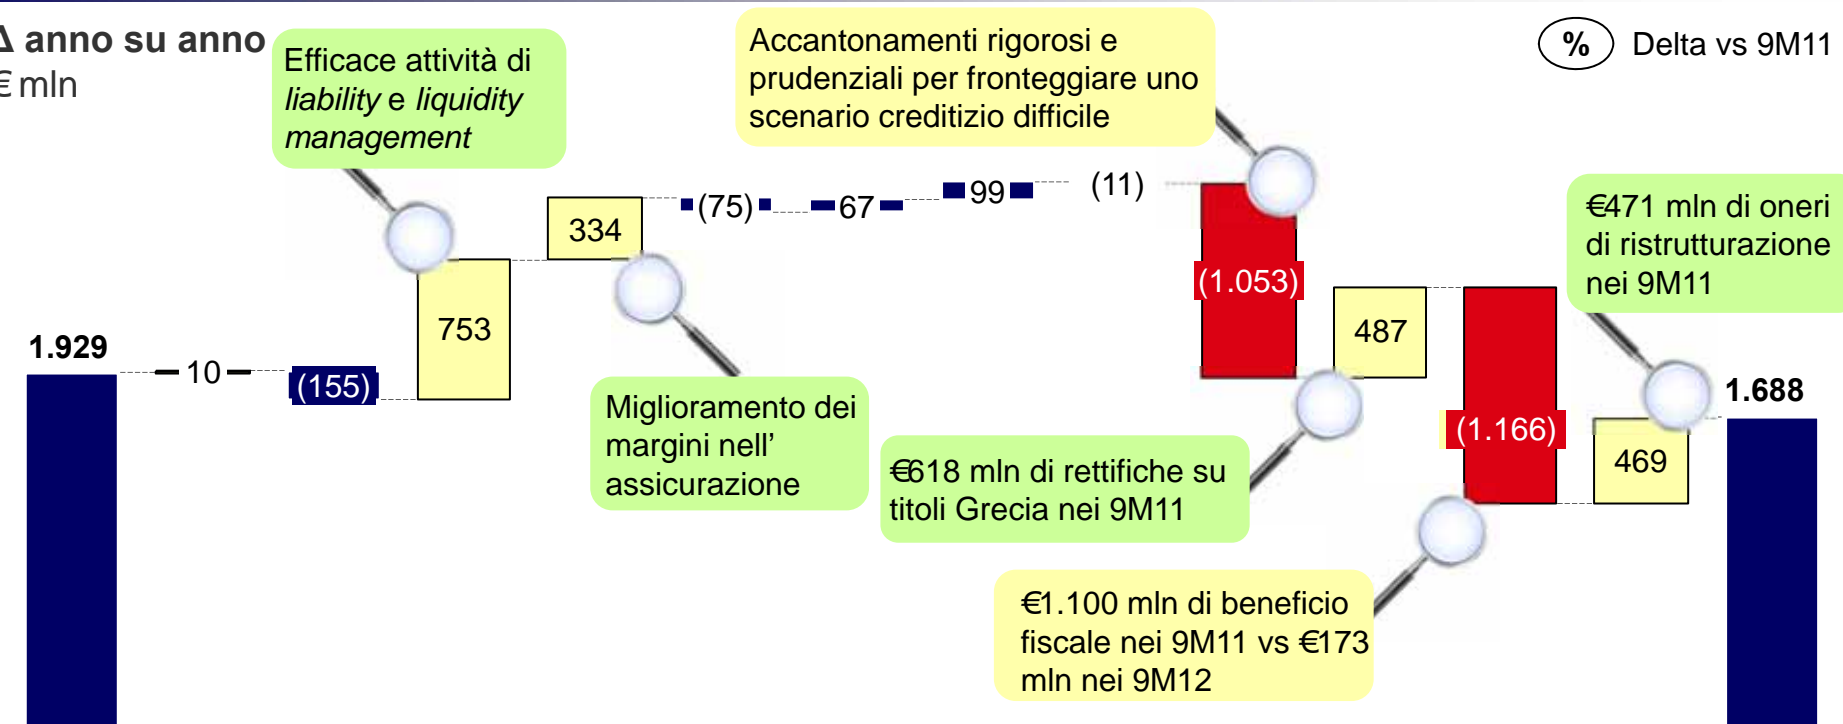 Δ anno su anno
€ mln
Efficace attività di
liability e liquidity
management
Accantonamenti rigorosi e
prudenziali per fronteggiare uno
scenario creditizio difficile
% Delta vs 9M11
€471 mln di oneri
di ristrutturazione
nei 9M11
1.929
10
(155)
753
334
(75)
67
99
(11)
(1.053)
487
(1.166)
469
1.688
Miglioramento dei
margini nell'
assicurazione
€618 mln di rettifiche su
titoli Grecia nei 9M11
€1.100 mln di beneficio
fiscale nei 9M11 vs €173
mln nei 9M12